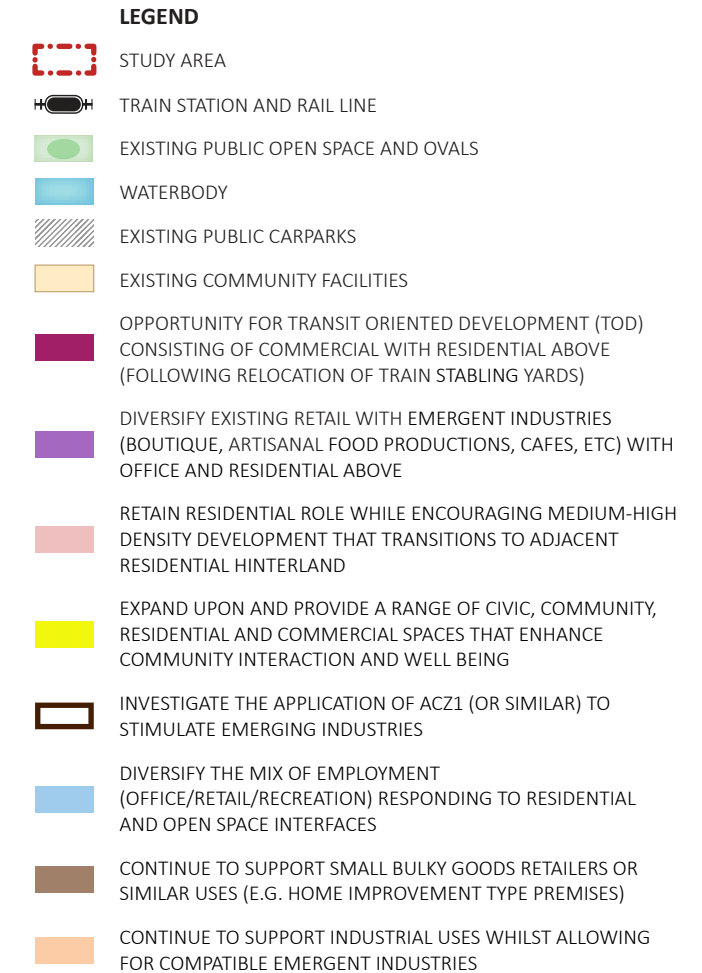 LEGEND
STUDY AREA
TRAIN STATION AND RAIL LINE
EXISTING PUBLIC OPEN SPACE AND OVALS
WATERBODY
EXISTING PUBLIC CARPARKS
EXISTING COMMUNITY FACILITIES
OPPORTUNITY FOR TRANSIT ORIENTED DEVELOPMENT (TOD)
CONSISTING OF COMMERCIAL WITH RESIDENTIAL ABOVE
(FOLLOWING RELOCATION OF TRAIN STABLING YARDS)
DIVERSIFY EXISTING RETAIL WITH EMERGENT INDUSTRIES
(BOUTIQUE, ARTISANAL FOOD PRODUCTIONS, CAFES, ETC) WITH
OFFICE AND RESIDENTIAL ABOVE
RETAIN RESIDENTIAL ROLE WHILE ENCOURAGING MEDIUM-HIGH
DENSITY DEVELOPMENT THAT TRANSITIONS TO ADJACENT
RESIDENTIAL HINTERLAND
EXPAND UPON AND PROVIDE A RANGE OF CIVIC, COMMUNITY,
RESIDENTIAL AND COMMERCIAL SPACES THAT ENHANCE
COMMUNITY INTERACTION AND WELL BEING
INVESTIGATE THE APPLICATION OF ACZ1 (OR SIMILAR) TO
STIMULATE EMERGING INDUSTRIES
DIVERSIFY THE MIX OF EMPLOYMENT
(OFFICE/RETAIL/RECREATION) RESPONDING TO RESIDENTIAL
AND OPEN SPACE INTERFACES
CONTINUE TO SUPPORT SMALL BULKY GOODS RETAILERS OR
SIMILAR USES (E.G. HOME IMPROVEMENT TYPE PREMISES)
CONTINUE TO SUPPORT INDUSTRIAL USES WHILST ALLOWING
FOR COMPATIBLE EMERGENT INDUSTRIES